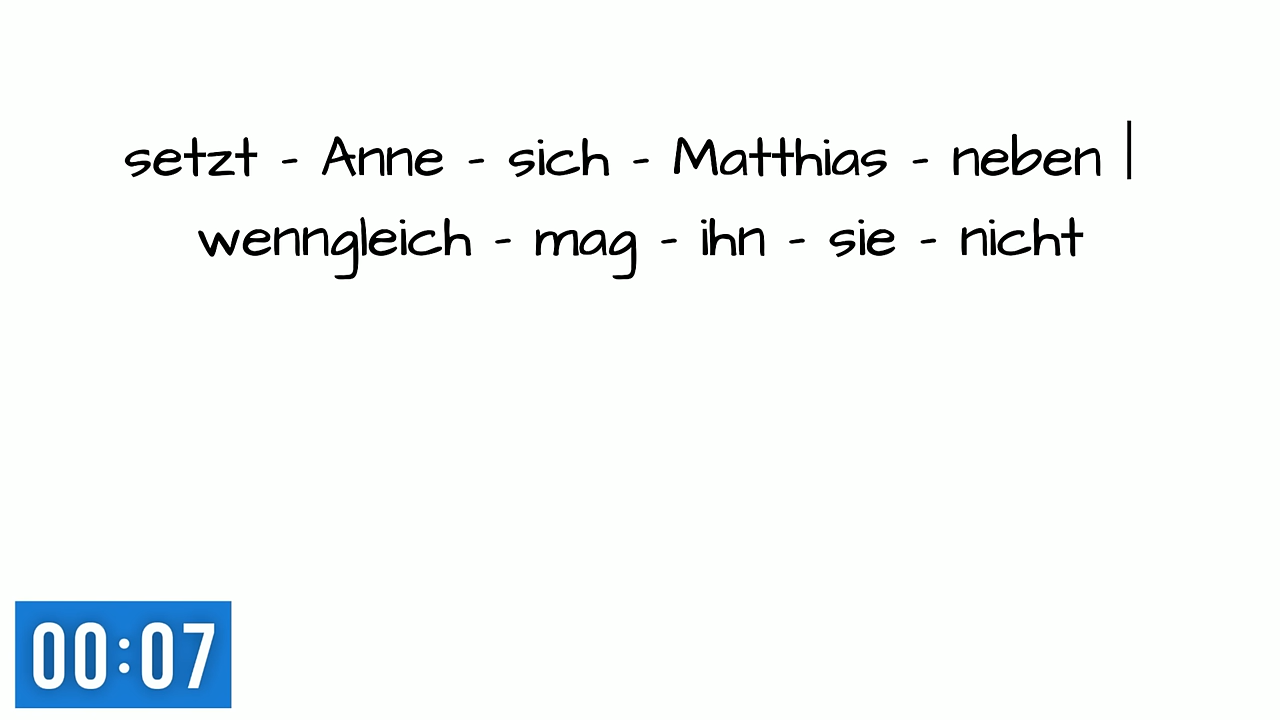 setzt - Anne - sich - Matthias - neben |
wenngleich - mag - ihn - sie - nicht
00:07